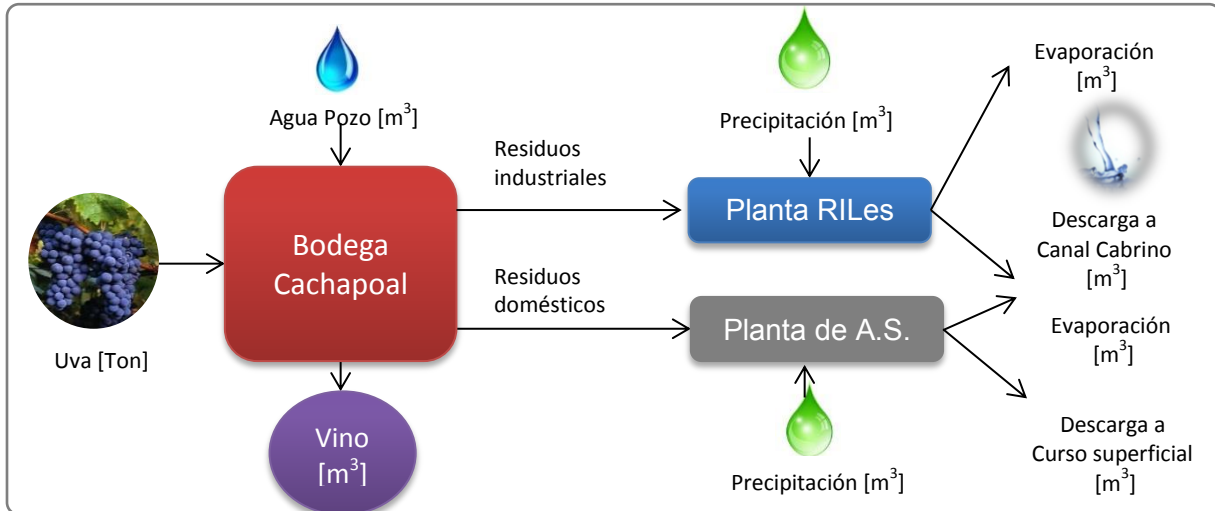 Agua Pozo [m³]
Precipitación [m³]
Evaporación
[m³]
Residuos
industriales
Uva [Ton]
Bodega
Cachapoal
Planta RILes
Descarga a
Canal Cabrino
[m³]
Residuos
domésticos
Planta de A.S.
Evaporación
[m³]
Vino
[m³]
Precipitación [m³]
Descarga a
Curso superficial
[m³]